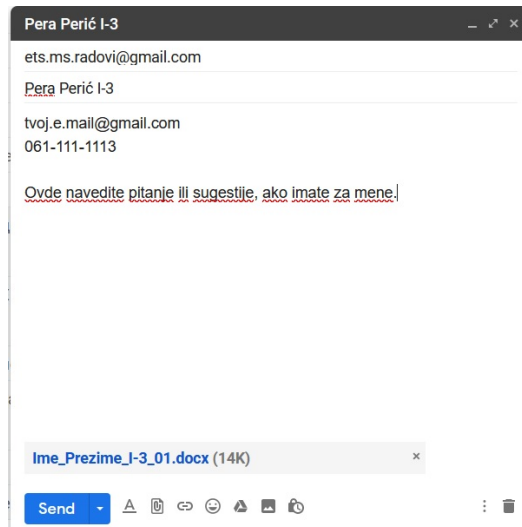 Pera Perić I-3
ets.ms.radovi@gmail.com
Pera Perić I-3
tvoj.e.mail@gmail.com
061-111-1113
Ovde navedite pitanje ili sugestije, ako imate za mene.
Ime_Prezime_I-3_01.docx (14K)
Send